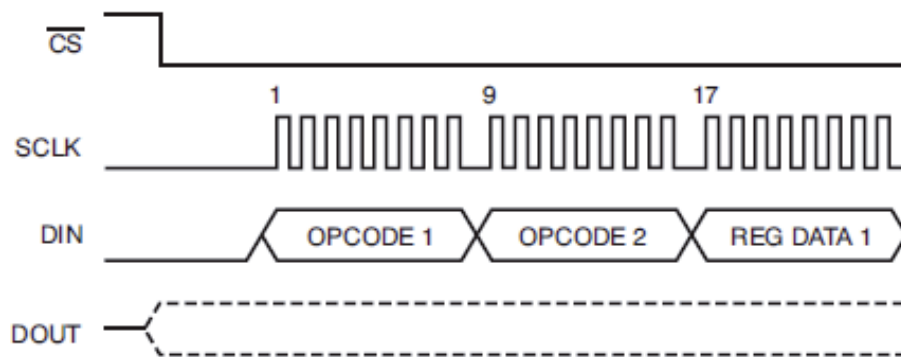 CS
1 9 17
SCLK
DIN OPCODE 1 OPCODE 2 REG DATA 1
DOUT